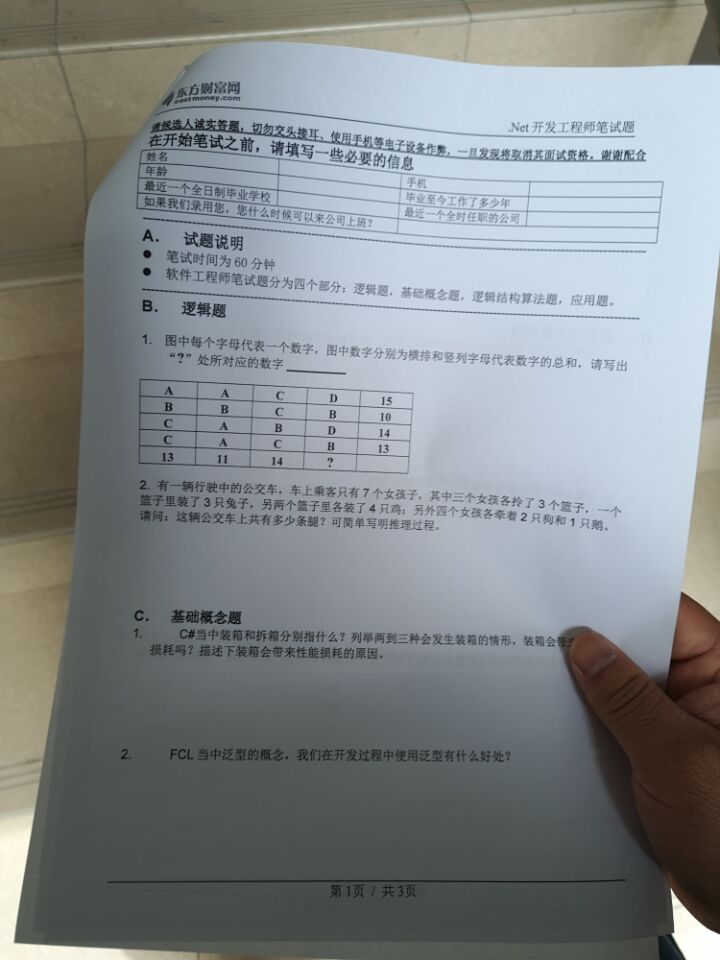 东方财富网
eastmoney.com
.Net 开发工程师笔试题
请候选人诚实答题，切勿交头接耳、使用手机等电子设备作弊，一旦发现将取消其面试资格。谢谢配合
在开始笔试之前，请填写一些必要的信息
姓名 手机
年龄 毕业至今工作了多少年
最近一个全日制毕业学校 最近一个全时任职的公司
如果我们录用您，您什么时候可以来公司上班？
A. 试题说明
● 笔试时间为 60 分钟
● 软件工程师笔试题分为四个部分：逻辑题，基础概念题，逻辑结构算法题，应用题。
B. 逻辑题
1. 图中每个字母代表一个数字，图中数字分别为横排和竖列字母代表数字的总和，请写出
“?”处所对应的数字
A A C D 15
B B C B 10
C A B D 14
C A C B 13
13 11 14 ?
2. 有一辆行驶中的公交车，车上乘客只有 7 个女孩子，其中三个女孩各拎了 3 个篮子，一个
篮子里装了 3 只兔子，另两个篮子里各装了 4 只鸡；另外四个女孩各牵着 2 只狗和 1 只鹅。
请问：这辆公交车上共有多少条腿？可简单写明推理过程。
C. 基础概念题
1. C#当中装箱和拆箱分别指什么？列举两到三种会发生装箱的情形，装箱会带
损耗吗？描述下装箱会带来性能损耗的原因。
2. FCL 当中泛型的概念，我们在开发过程中使用泛型有什么好处？
第 1页 / 共 3页